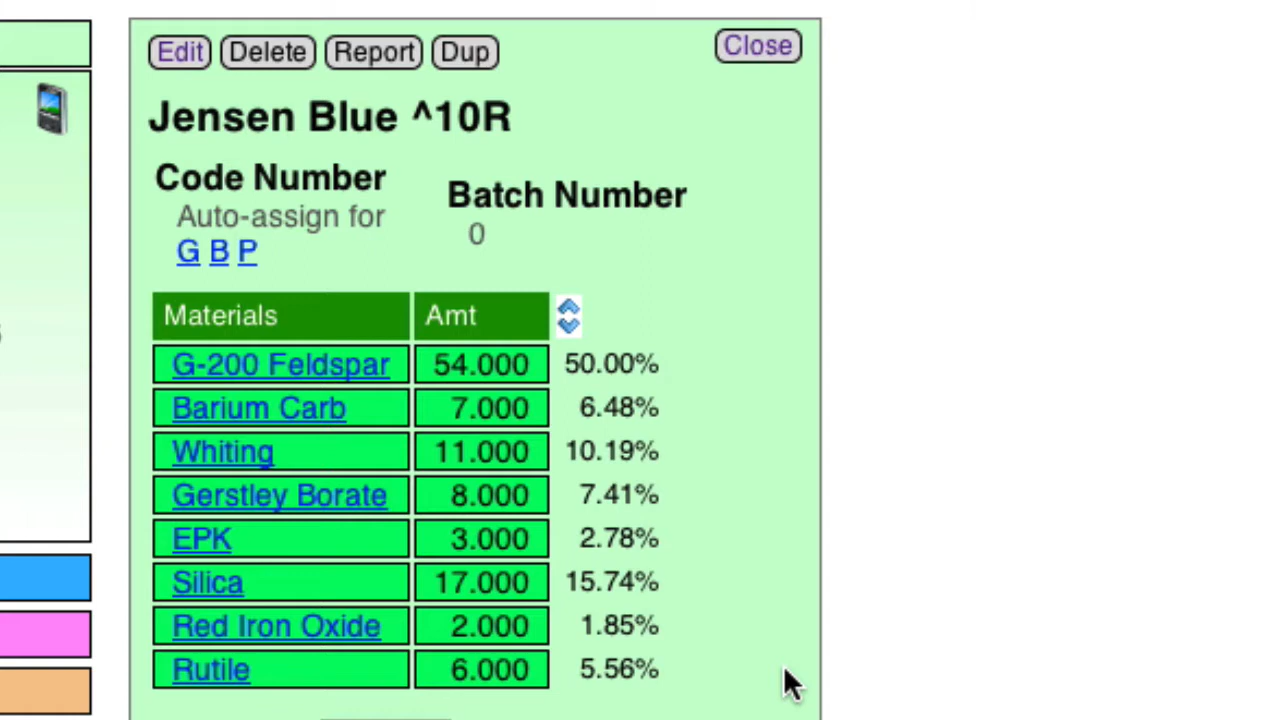 Edit Delete Report Dup Close
Jensen Blue ^10R
Code Number
Batch Number
Auto-assign for
0
G B P
Materials Amt
G-200 Feldspar 54.000 50.00%
Barium Carb 7.000 6.48%
Whiting 11.000 10.19%
Gerstley Borate 8.000 7.41%
EPK 3.000 2.78%
Silica 17.000 15.74%
Red Iron Oxide 2.000 1.85%
Rutile 6.000 5.56%